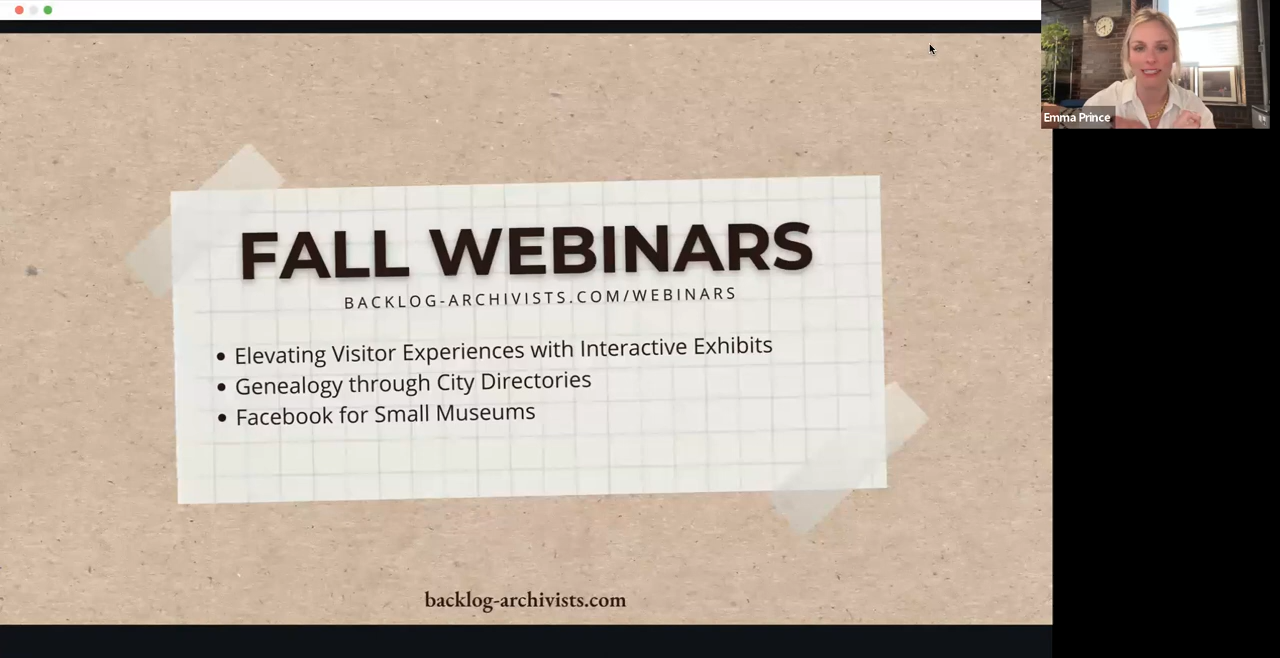 Emma Prince
FALL WEBINARS
BACKLOG-ARCHIVISTS.COM/WEBINARS
• Elevating Visitor Experiences with Interactive Exhibits
• Genealogy through City Directories
• Facebook for Small Museums
backlog-archivists.com